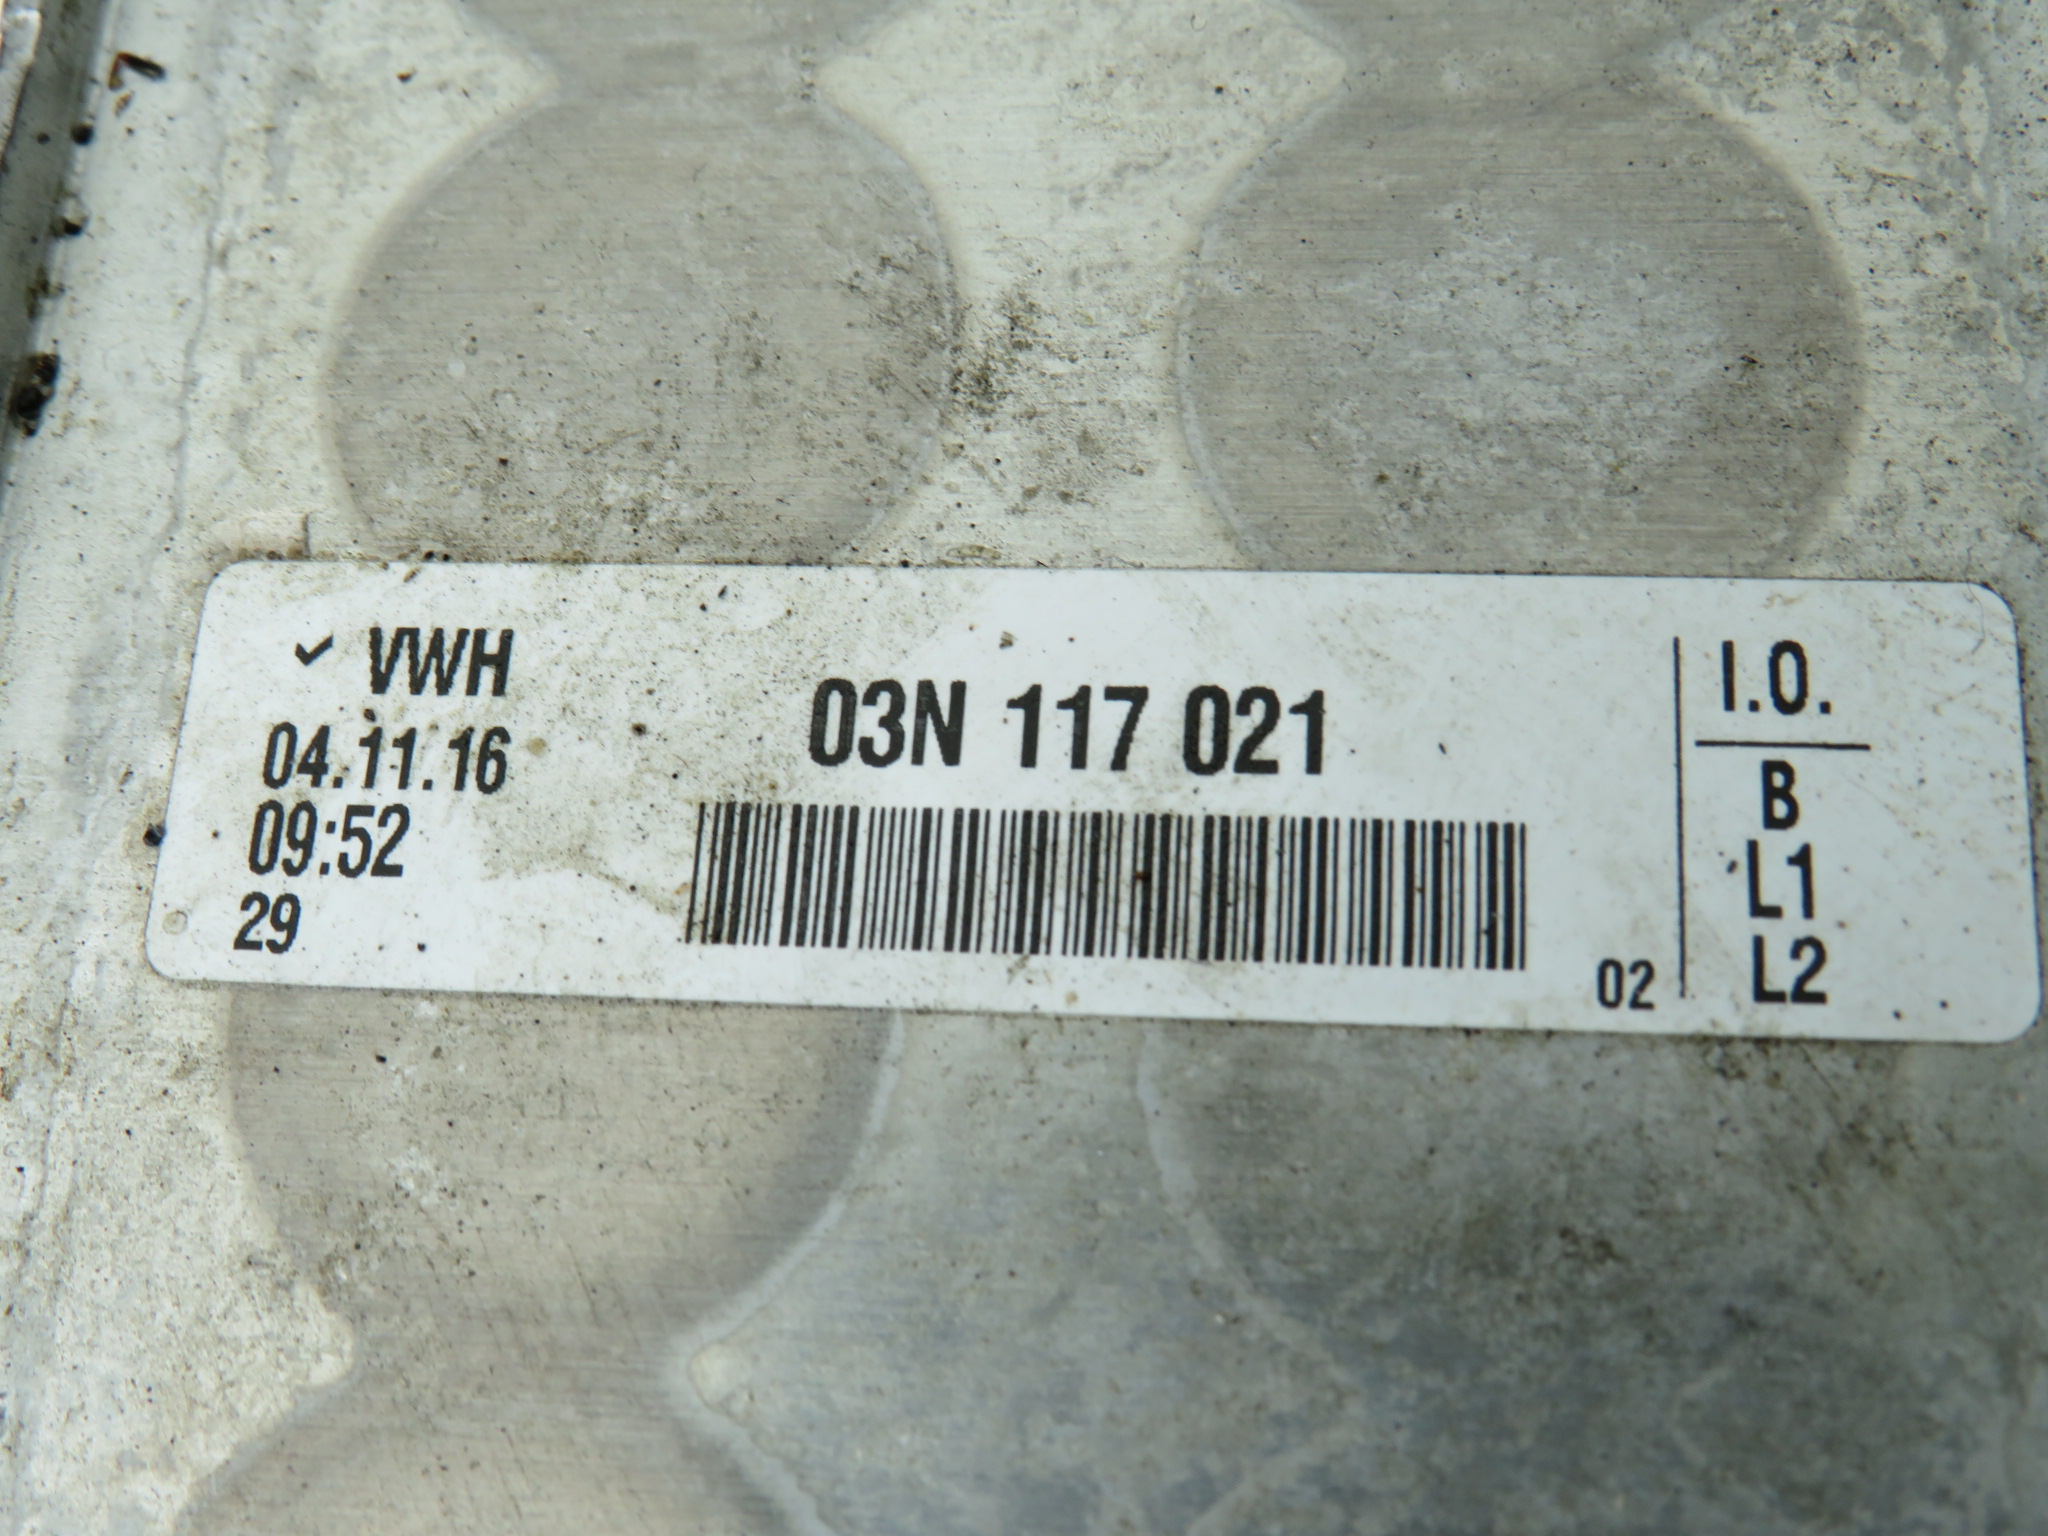 ✓ VWH
04.11.16
09:52
29
03N 117 021
02
I.O.
B
L1
L2